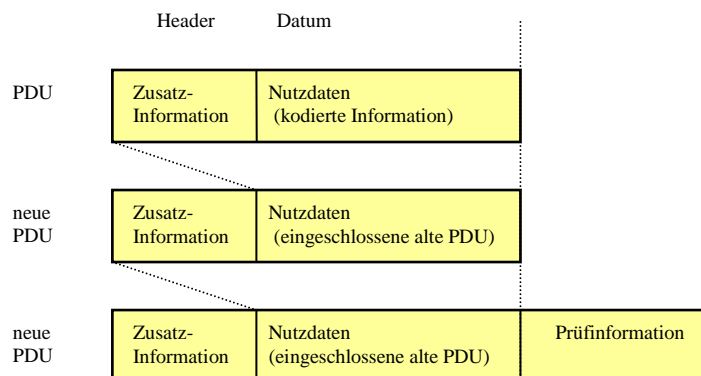 Header Datum
PDU Zusatz- Nutzdaten
Information (kodierte Information)
neue Zusatz- Nutzdaten
PDU Information (eingeschlossene alte PDU)
neue Zusatz- Nutzdaten Prüfinformation
PDU Information (eingeschlossene alte PDU)